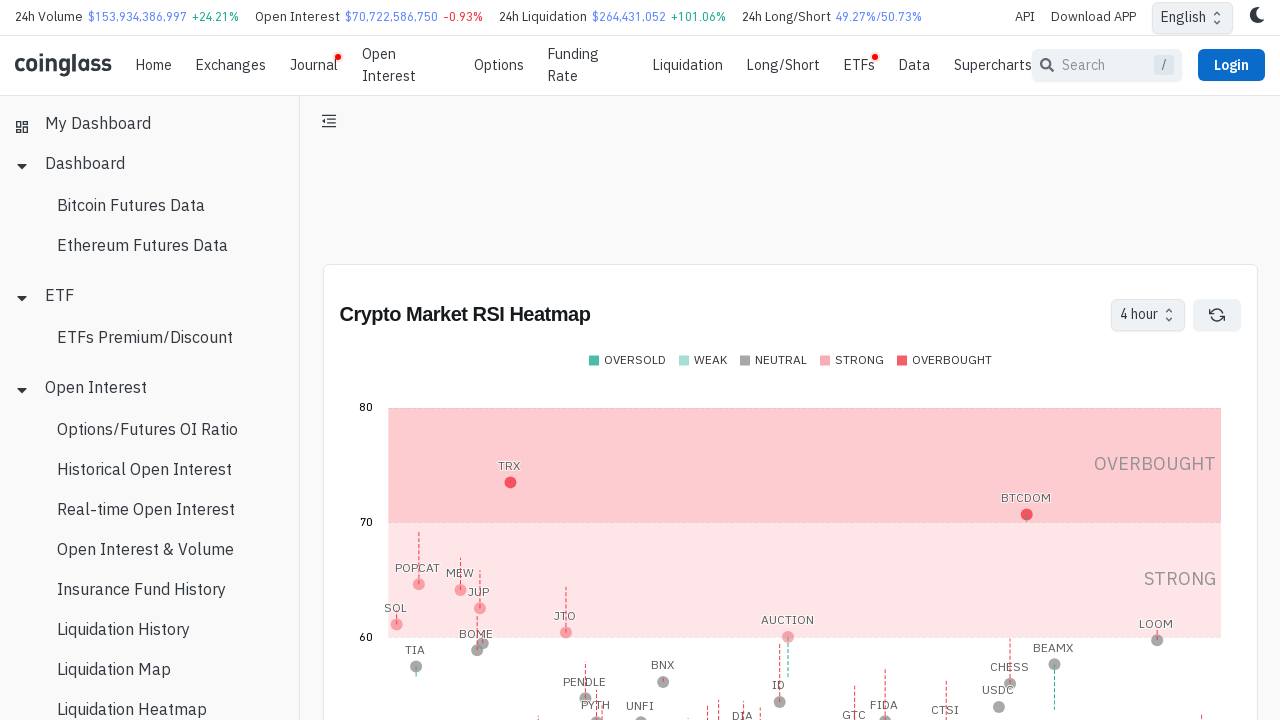 24h Volume $153,934,386,997 +24.21% Open Interest $70,722,586,750 -0.93% 24h Liquidation $264,431,052 +101.06% 24h Long/Short 49.27%/50.73% API Download APP English
coinglass Home Exchanges Journal Open Interest Options Funding Rate Liquidation Long/Short ETFs Data Supercharts Search / Login
My Dashboard
Dashboard
Bitcoin Futures Data
Ethereum Futures Data
ETF
ETFs Premium/Discount
Open Interest
Options/Futures OI Ratio
Historical Open Interest
Real-time Open Interest
Open Interest & Volume
Insurance Fund History
Liquidation History
Liquidation Map
Liquidation Heatmap
Crypto Market RSI Heatmap 4 hour
OVERSOLD WEAK NEUTRAL STRONG OVERBOUGHT
80
TRX
OVERBOUGHT
BTCDOM
70
POPCAT
MEW
STRONG
JUP
SOL
JTO
AUCTION
LOOM
BOME
60
TIA
BEAMX
BNX
CHESS
PENDLE
ID
USDC
PYTH
UNFI
FIDA
CTSI
GTC
DIA